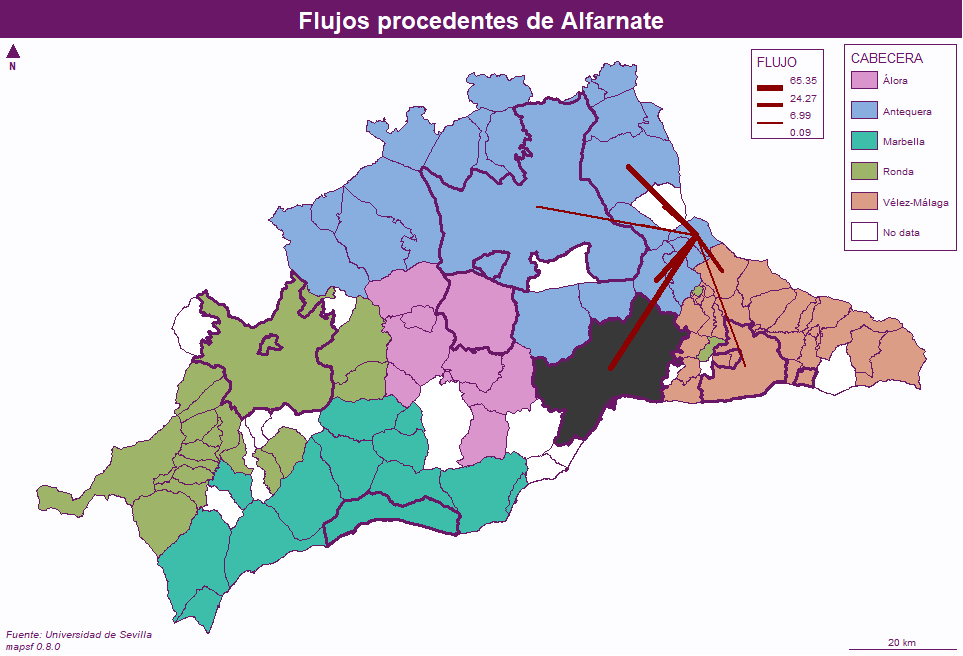 Flujos procedentes de Alfarnate
N
FLUJO
65.35
24.27
6.99
0.09
CABECERA
Álora
Antequera
Marbella
Ronda
Vélez-Málaga
No data
Fuente: Universidad de Sevilla
mapsf 0.8.0
20 km